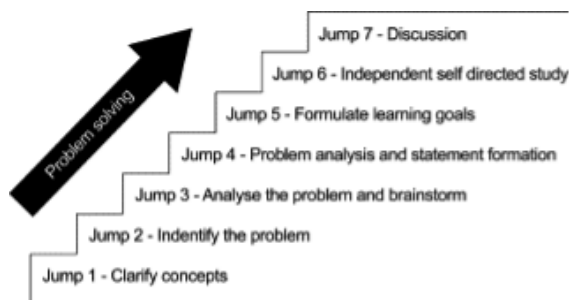 Jump 7 - Discussion
Jump 6 - Independent self directed study
Jump 5 - Formulate learning goals
Jump 4 - Problem analysis and statement formation
Jump 3 - Analyse the problem and brainstorm
Jump 2 - Indentify the problem
Jump 1 - Clarify concepts
Problem solving